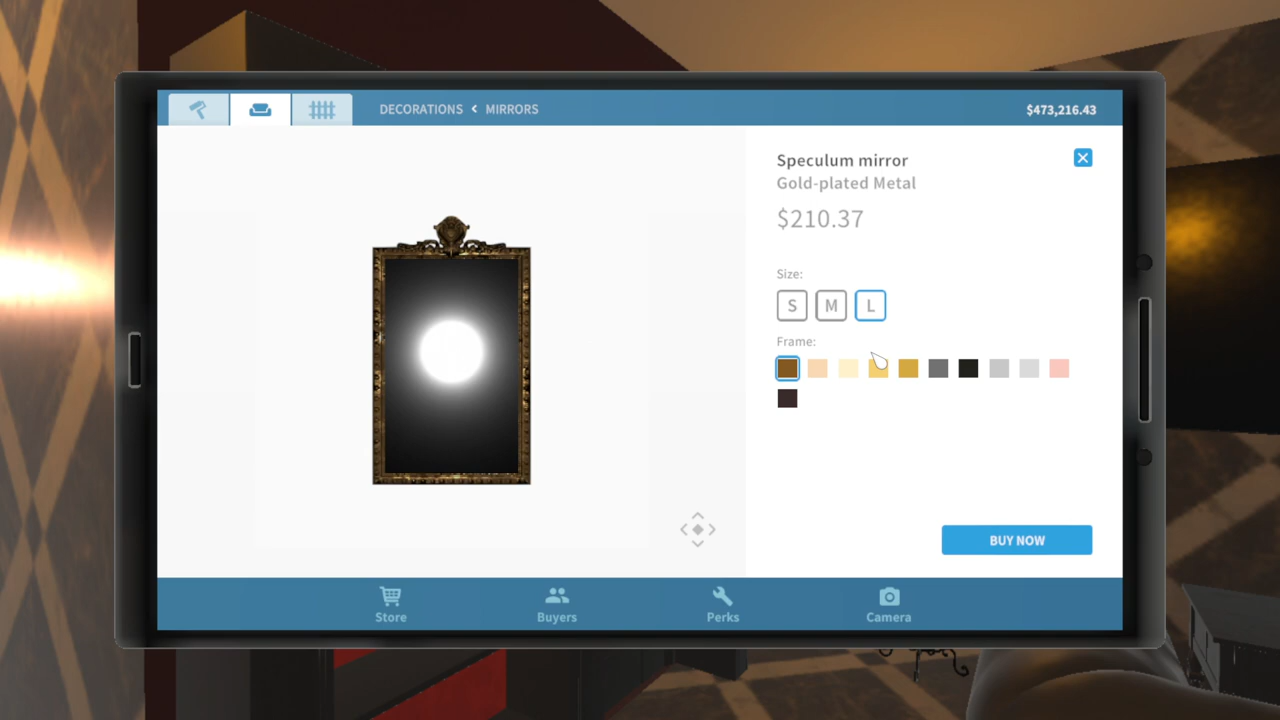 DECORATIONS < MIRRORS
$473,216.43
Speculum mirror
Gold-plated Metal
$210.37
Size:
S M L
Frame:
BUY NOW
Store Buyers Perks Camera